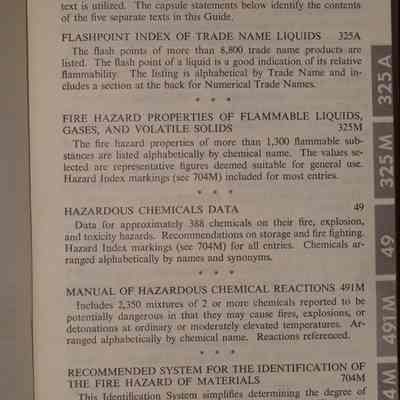 text is utilized. The capsule statements below identify the contents
of the five separate texts in this Guide.
FLASHPOINT INDEX OF TRADE NAME LIQUIDS 325A
The flash points of more than 8,800 trade name products are
listed. The flash point of a liquid is a good indication of its relative
flammability. The listing is alphabetical by Trade Name and in-
cludes a section at the back for Numerical Trade Names.
* * *
FIRE HAZARD PROPERTIES OF FLAMMABLE LIQUIDS,
GASES, AND VOLATILE SOLIDS 325M
The fire hazard properties of more than 1,300 flammable sub-
stances are listed alphabetically by chemical name. The values se-
lected are representative figures deemed suitable for general use.
Hazard Index markings (see 704M) included for most entries.
* * *
HAZARDOUS CHEMICALS DATA 49
Data for approximately 388 chemicals on their fire, explosion,
and toxicity hazards. Recommendations on storage and fire fighting.
Hazard Index markings (see 704M) for all entries. Chemicals ar-
ranged alphabetically by names and synonyms.
* * *
MANUAL OF HAZARDOUS CHEMICAL REACTIONS 491M
Includes 2,350 mixtures of 2 or more chemicals reported to be
potentially dangerous in that they may cause fires, explosions, or
detonations at ordinary or moderately elevated temperatures. Ar-
ranged alphabetically by chemical name. Reactions referenced.
* * *
RECOMMENDED SYSTEM FOR THE IDENTIFICATION
OF THE FIRE HAZARD OF MATERIALS 704M
This Identification System simplifies determining the degree of
325A
325M
49
491M
4M